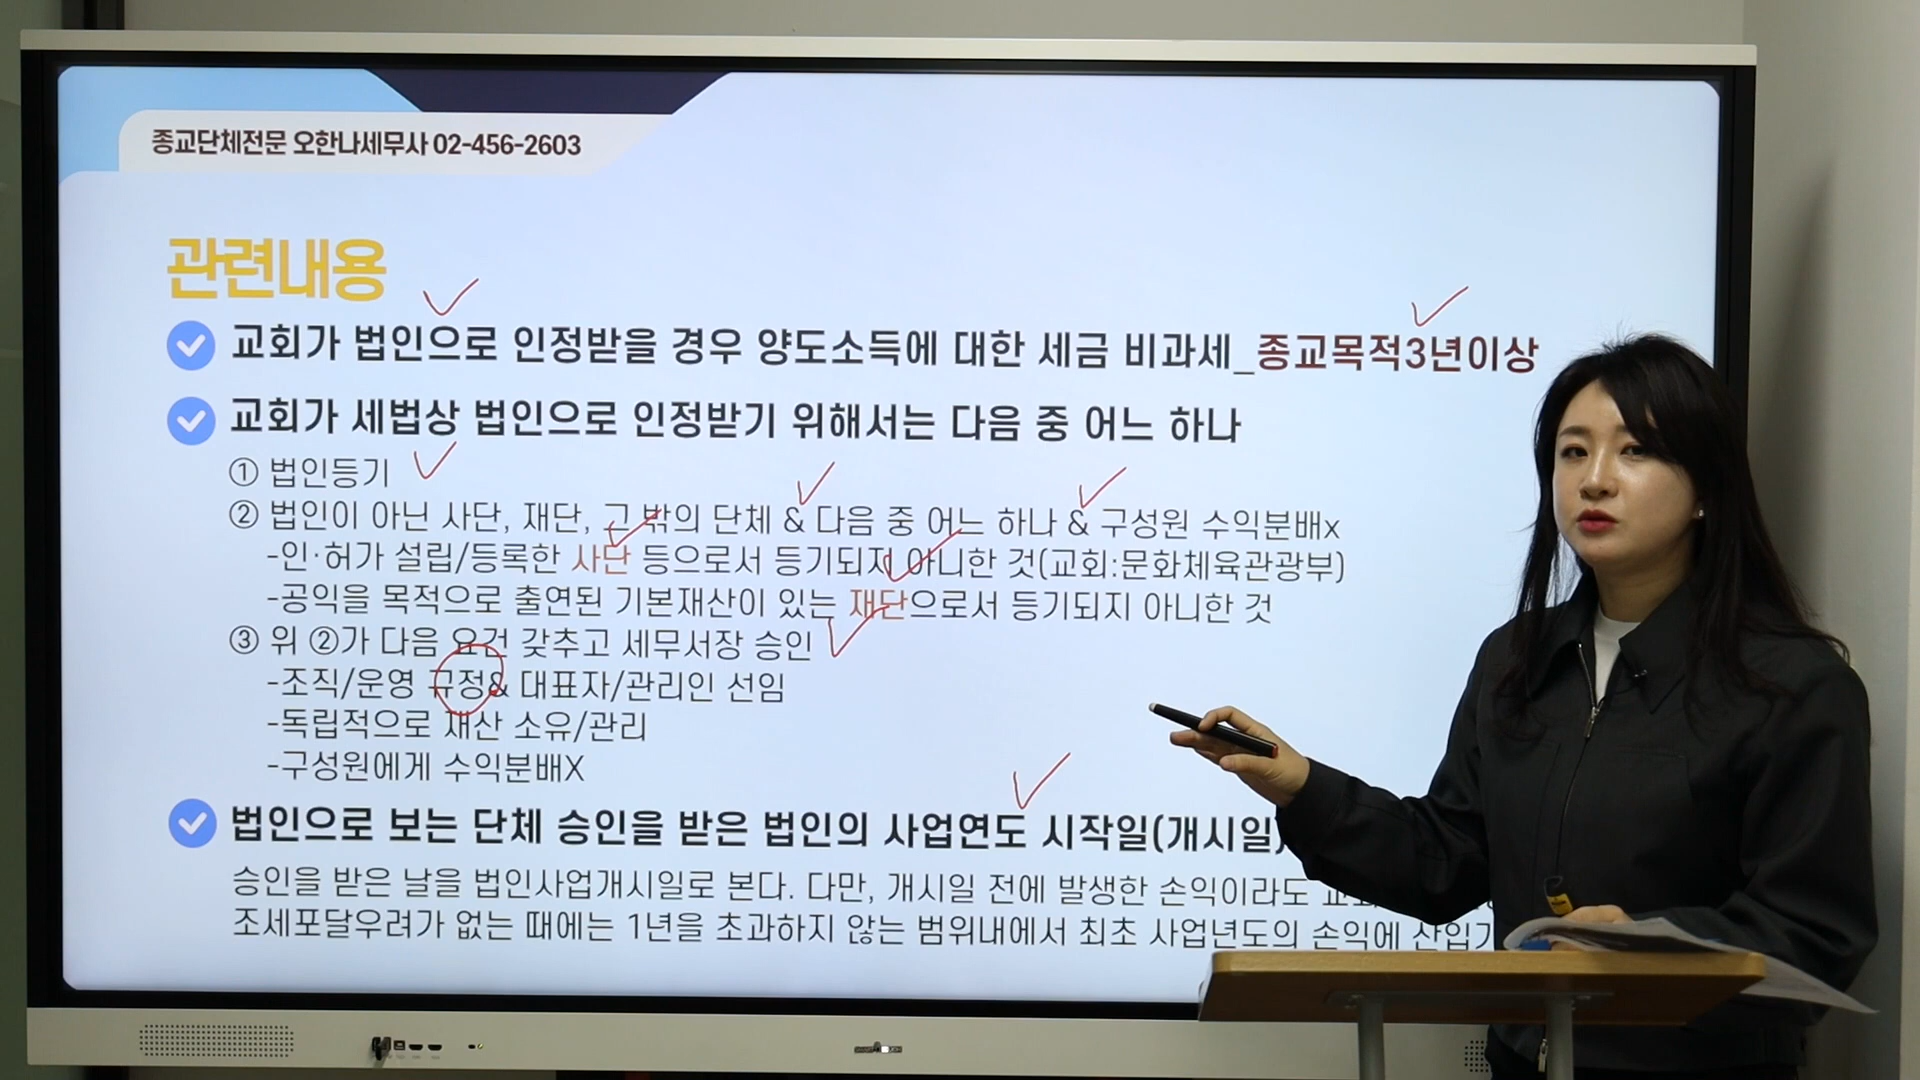 종교단체전문 오한나세무사 02-456-2603
관련내용
교회가 법인으로 인정받을 경우 양도소득에 대한 세금 비과세_종교목적3년이상
교회가 세법상 법인으로 인정받기 위해서는 다음 중 어느 하나
① 법인등기
② 법인이 아닌 사단, 재단, 그 밖의 단체 & 다음 중 어느 하나 & 구성원 수익분배x
-인·허가 설립/등록한 사단 등으로서 등기되지 아니한 것(교회:문화체육관광부)
-공익을 목적으로 출연된 기본재산이 있는 재단으로서 등기되지 아니한 것
③ 위 ②가 다음 요건 갖추고 세무서장 승인
-조직/운영 규정& 대표자/관리인 선임
-독립적으로 재산 소유/관리
-구성원에게 수익분배X
법인으로 보는 단체 승인을 받은 법인의 사업연도 시작일(개시일)
승인을 받은 날을 법인사업개시일로 본다. 다만, 개시일 전에 발생한 손익이라도
조세포탈우려가 없는 때에는 1년을 초과하지 않는 범위내에서 최초 사업년도의 손익에